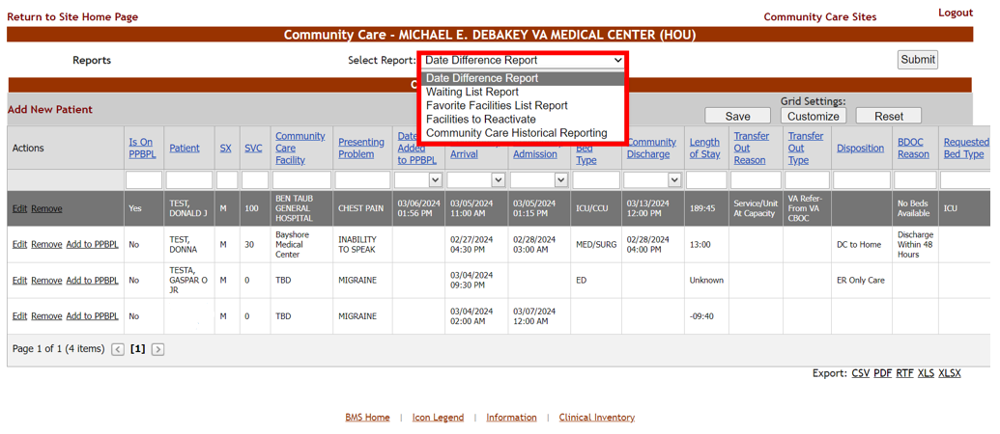 Return to Site Home Page
Community Care Sites
Logout
Community Care - MICHAEL E. DEBAKEY VA MEDICAL CENTER (HOU)
Reports
Select Report:
Date Difference Report
Submit
Date Difference Report
Waiting List Report
Favorite Facilities List Report
Facilities to Reactivate
Community Care Historical Reporting
Add New Patient
Grid Settings:
Save Customize Reset
Actions
Is On
PPBPL
Patient
SX
SVC
Community
Care
Facility
Presenting
Problem
Date
Added
to PPBPL
Arrival
Admission
Bed
Type
Community
Discharge
Length
of Stay
Transfer
Out
Reason
Transfer
Out
Type
Disposition
BDOC
Reason
Requested
Bed Type
Edit Remove
Yes
TEST,
DONALD J
M
100
BEN TAUB
GENERAL
HOSPITAL
CHEST PAIN
03/06/2024
01:56 PM
03/05/2024
11:00 AM
03/05/2024
01:15 PM
ICU/CCU
03/13/2024
12:00 PM
189:45
Service/Unit
At Capacity
VA Refer-
From VA
CBOC
No Beds
Available
ICU
Edit Remove Add to PPBPL
No
TEST,
DONNA
M
30
Bayshore
Medical
Center
INABILITY
TO SPEAK
02/27/2024
04:30 PM
02/28/2024
03:00 AM
MED/SURG
02/28/2024
04:00 PM
13:00
DC to Home
Discharge
Within 48
Hours
Edit Remove Add to PPBPL
No
TESTA,
GASPAR O
JR
M
0
TBD
MIGRAINE
03/04/2024
09:30 PM
ED
Unknown
ER Only Care
Edit Remove Add to PPBPL
No
M
0
TBD
MIGRAINE
03/04/2024
02:00 AM
03/07/2024
12:00 AM
-09:40
Page 1 of 1 (4 items) < [1] >
Export: CSV PDF RTF XLS XLSX
BMS Home | Icon Legend | Information | Clinical Inventory